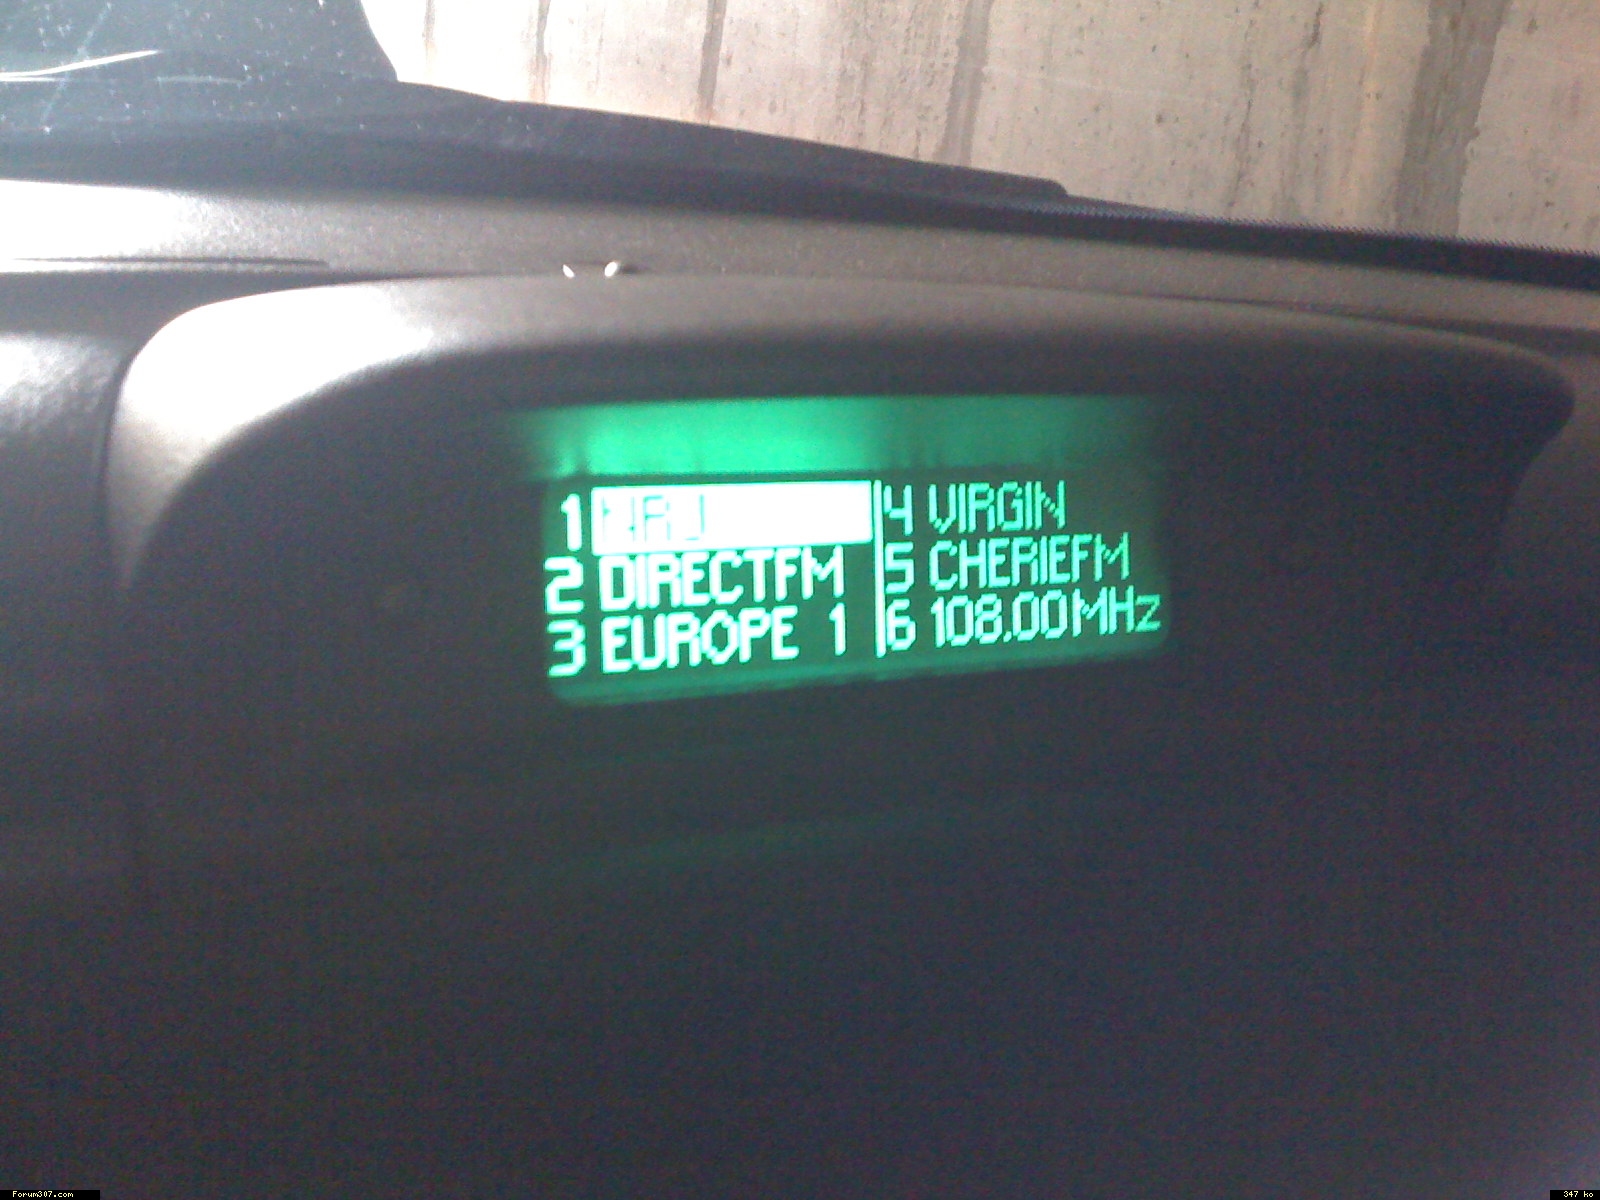 1 NRJ
2 DIRECTFM
3 EUROPE 1
4 VIRGIN
5 CHERIEFM
6 108.00MHz
Forum307.com
347 ko